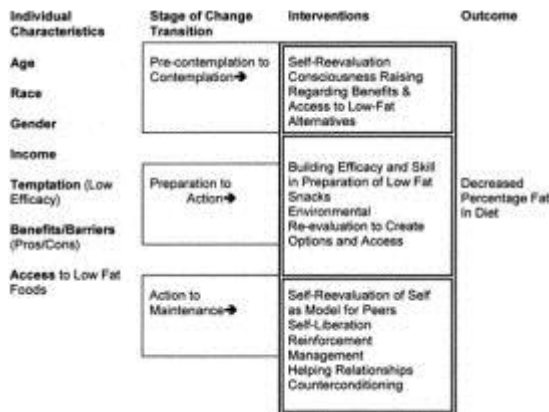 Individual
Characteristics
Age
Race
Gender
Income
Temptation (Low
Efficacy)
Benefits/Barriers
(Pros/Cons)
Access to Low Fat
Foods
Stage of Change
Transition
Pre-contemplation to
Contemplation➔
Preparation to
Action➔
Action to
Maintenance➔
Interventions
Self-Reevaluation
Consciousness Raising
Regarding Benefits &
Access to Low-Fat
Alternatives
Building Efficacy and Skill
in Preparation of Low Fat
Snacks
Environmental
Re-evaluation to Create
Options and Access
Self-Reevaluation of Self
as Model for Peers
Self-Liberation
Reinforcement
Management
Helping Relationships
Counterconditioning
Outcome
Decreased
Percentage Fat
In Diet